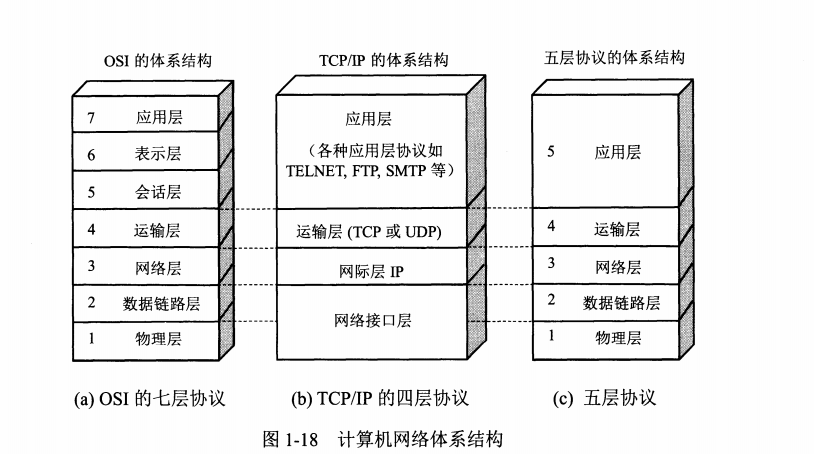 OSI 的体系结构
7 应用层
6 表示层
5 会话层
4 运输层
3 网络层
2 数据链路层
1 物理层
(a) OSI 的七层协议
TCP/IP 的体系结构
应用层
（各种应用层协议如
TELNET, FTP, SMTP 等）
运输层 (TCP 或 UDP)
网际层 IP
网络接口层
(b) TCP/IP 的四层协议
五层协议的体系结构
5 应用层
4 运输层
3 网络层
2 数据链路层
1 物理层
(c) 五层协议
图 1-18 计算机网络体系结构